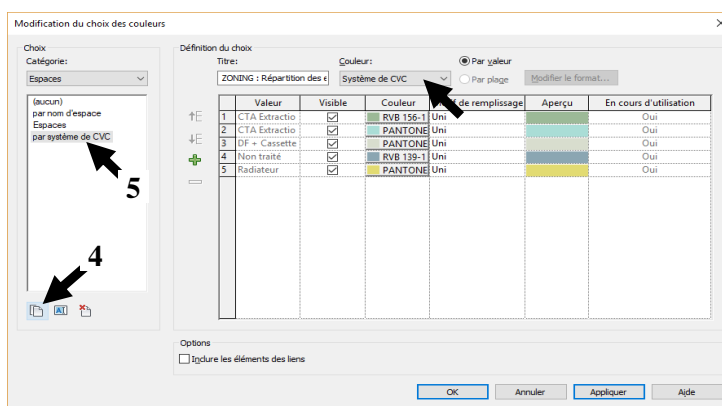 Modification du choix des couleurs
Choix
Catégorie:
Espaces
(aucun)
par nom d'espace
Espaces
par système de CVC
5
4
AI
Définition du choix
Titre:
Couleur:
ZONING : Répartition des e
Système de CVC
Par valeur
Par plage
Modifier le format...
Valeur Visible Couleur de remplissage Aperçu En cours d'utilisation
1 CTA Extractio RVB 156-1 Uni Oui
2 CTA Extractio PANTONE Uni Oui
3 DF + Cassette PANTONE Uni Oui
4 Non traité RVB 139-1 Uni Oui
5 Radiateur PANTONE Uni Oui
Options
Inclure les éléments des liens
OK Annuler Appliquer Aide